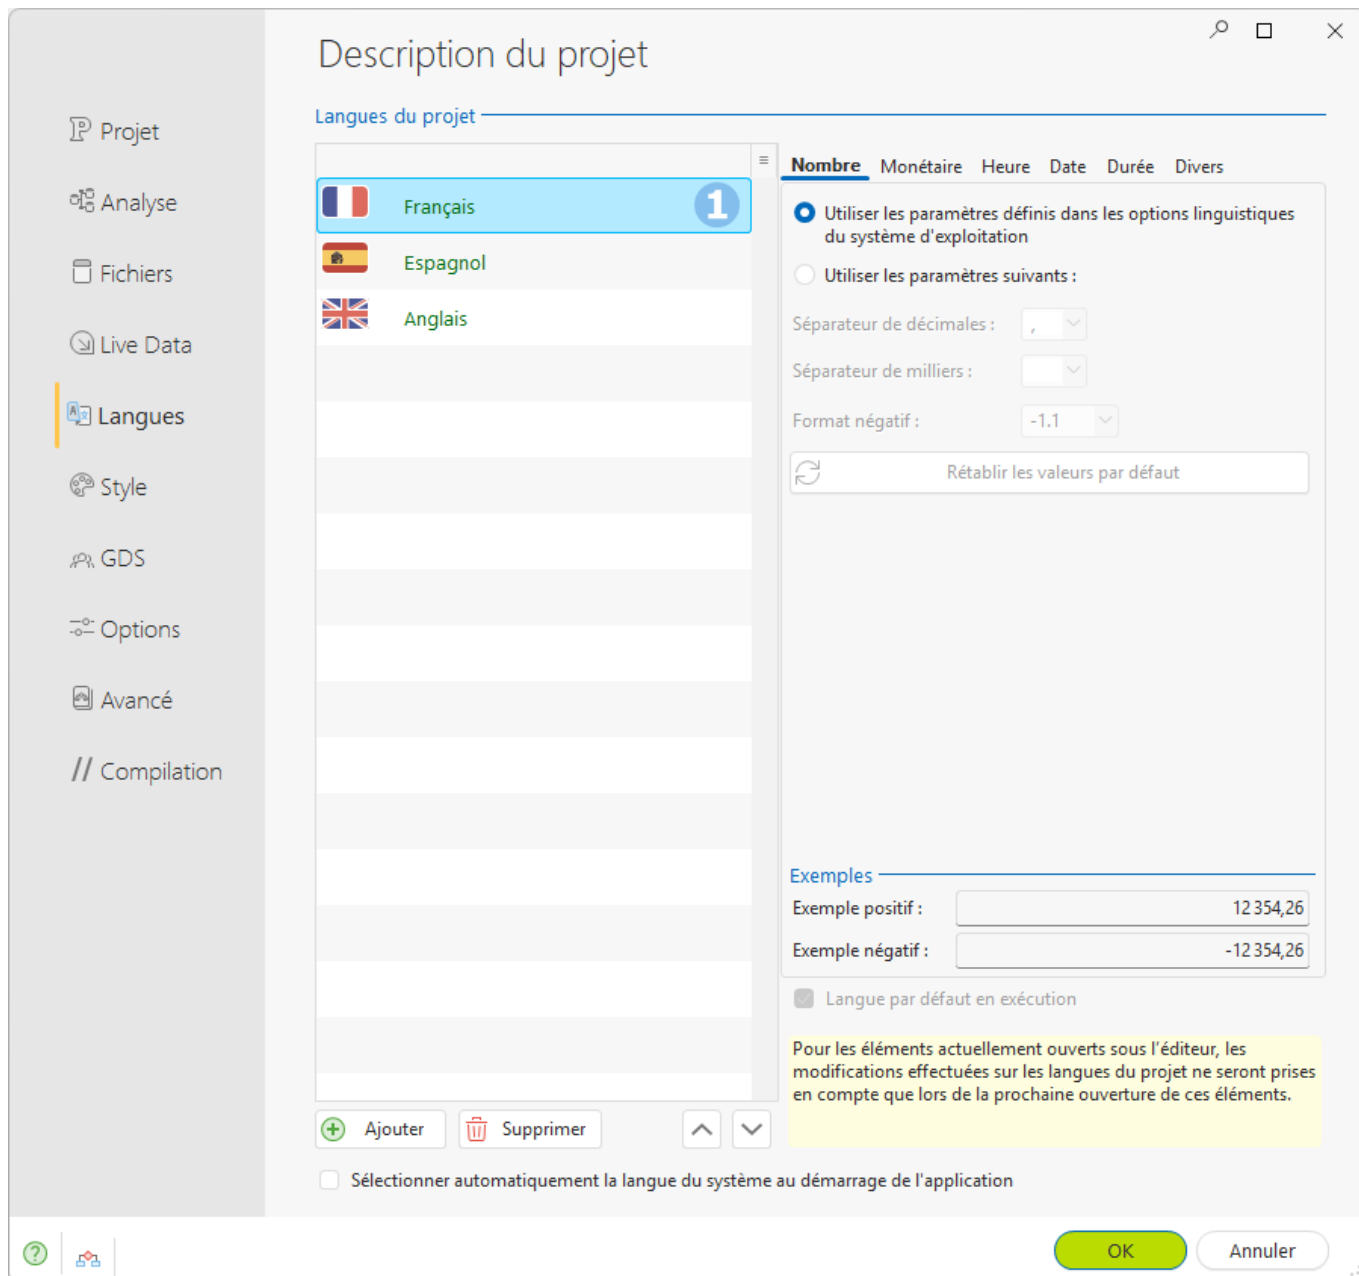 Description du projet
Projet
Analyse
Fichiers
Live Data
Langues
Style
GDS
Options
Avancé
// Compilation
Langues du projet
Français
1
Espagnol
Anglais
Ajouter
Supprimer
Sélectionner automatiquement la langue du système au démarrage de l'application
Nombre Monétaire Heure Date Durée Divers
Utiliser les paramètres définis dans les options linguistiques
du système d'exploitation
Utiliser les paramètres suivants :
Séparateur de décimales : ,
Séparateur de milliers :
Format négatif : -1.1
Rétablir les valeurs par défaut
Exemples
Exemple positif : 12 354,26
Exemple négatif : -12 354,26
Langue par défaut en exécution
Pour les éléments actuellement ouverts sous l'éditeur, les
modifications effectuées sur les langues du projet ne seront prises
en compte que lors de la prochaine ouverture de ces éléments.
OK
Annuler